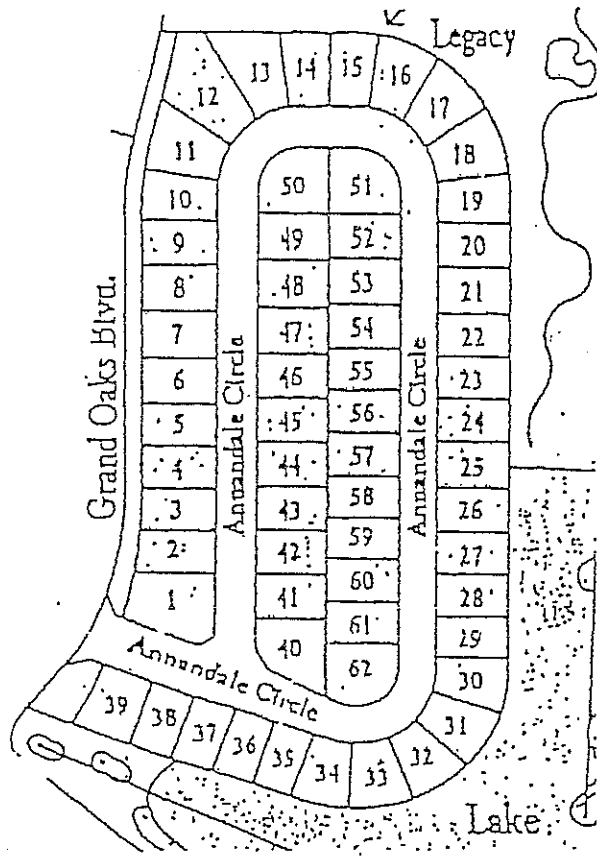 Legacy
12 13 14 15 16 17
11 18
10 50 51 19
9 49 52 20
8 48 53 21
7 47 54 22
6 46 55 23
5 45 56 24
4 44 57 25
3 43 58 26
2 42 59 27
1 41 60 28
61 29
40 62 30
39 38 37 36 35 34 33 32 31
Grand Oaks Blvd.
Annandale Circle
Annandale Circle
Annandale Circle
Lake